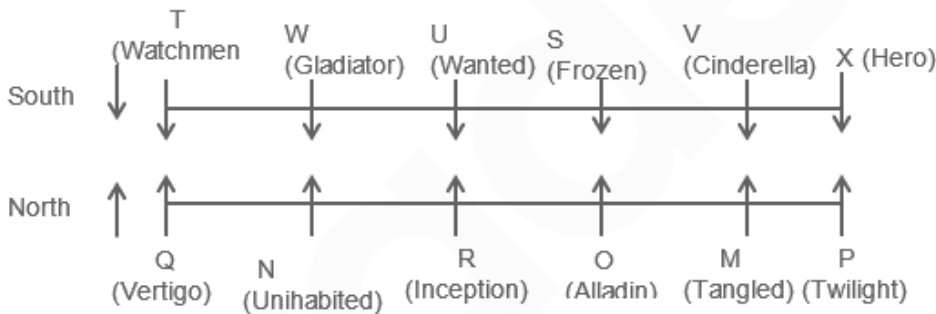 T
(Watchmen
W
(Gladiator)
U
(Wanted)
S
(Frozen)
V
(Cinderella)
X (Hero)
South
North
Q
(Vertigo)
N
(Unihabited)
R
(Inception)
O
(Alladin)
M
(Tangled)
P
(Twilight)